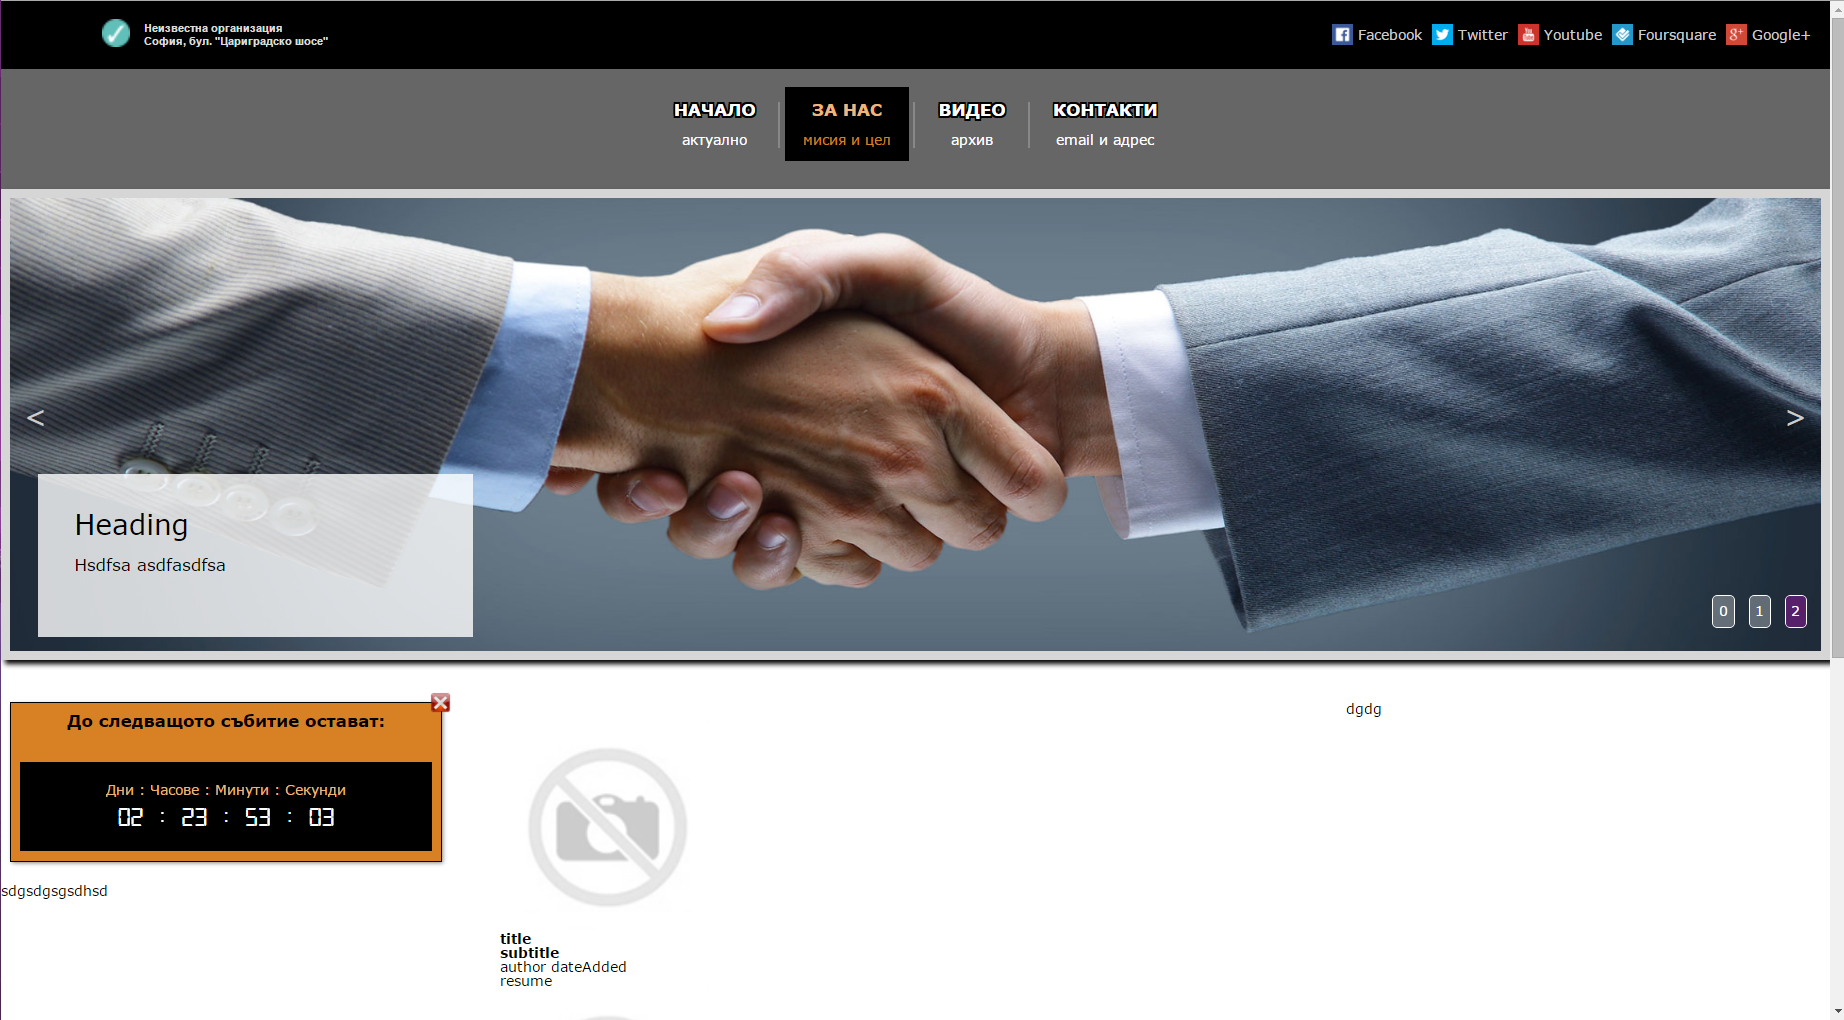 Неизвестна организация
София, бул. "Цариградско шосе"
Facebook Twitter Youtube Foursquare Google+
НАЧАЛО ЗА НАС ВИДЕО КОНТАКТИ
актуално мисия и цел архив email и адрес
< >
Heading
Hsdfsa asdfasdfsa
0 1 2
До следващото събитие остават:
Дни : Часове : Минути : Секунди
02 : 23 : 53 : 03
sdgsdgsgsdhsd
title
subtitle
author dateAdded
resume
dgdg